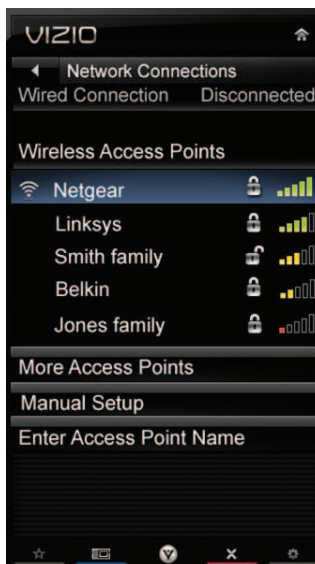 VIZIO
Network Connections
Wired Connection Disconnected
Wireless Access Points
Netgear
Linksys
Smith family
Belkin
Jones family
More Access Points
Manual Setup
Enter Access Point Name
V